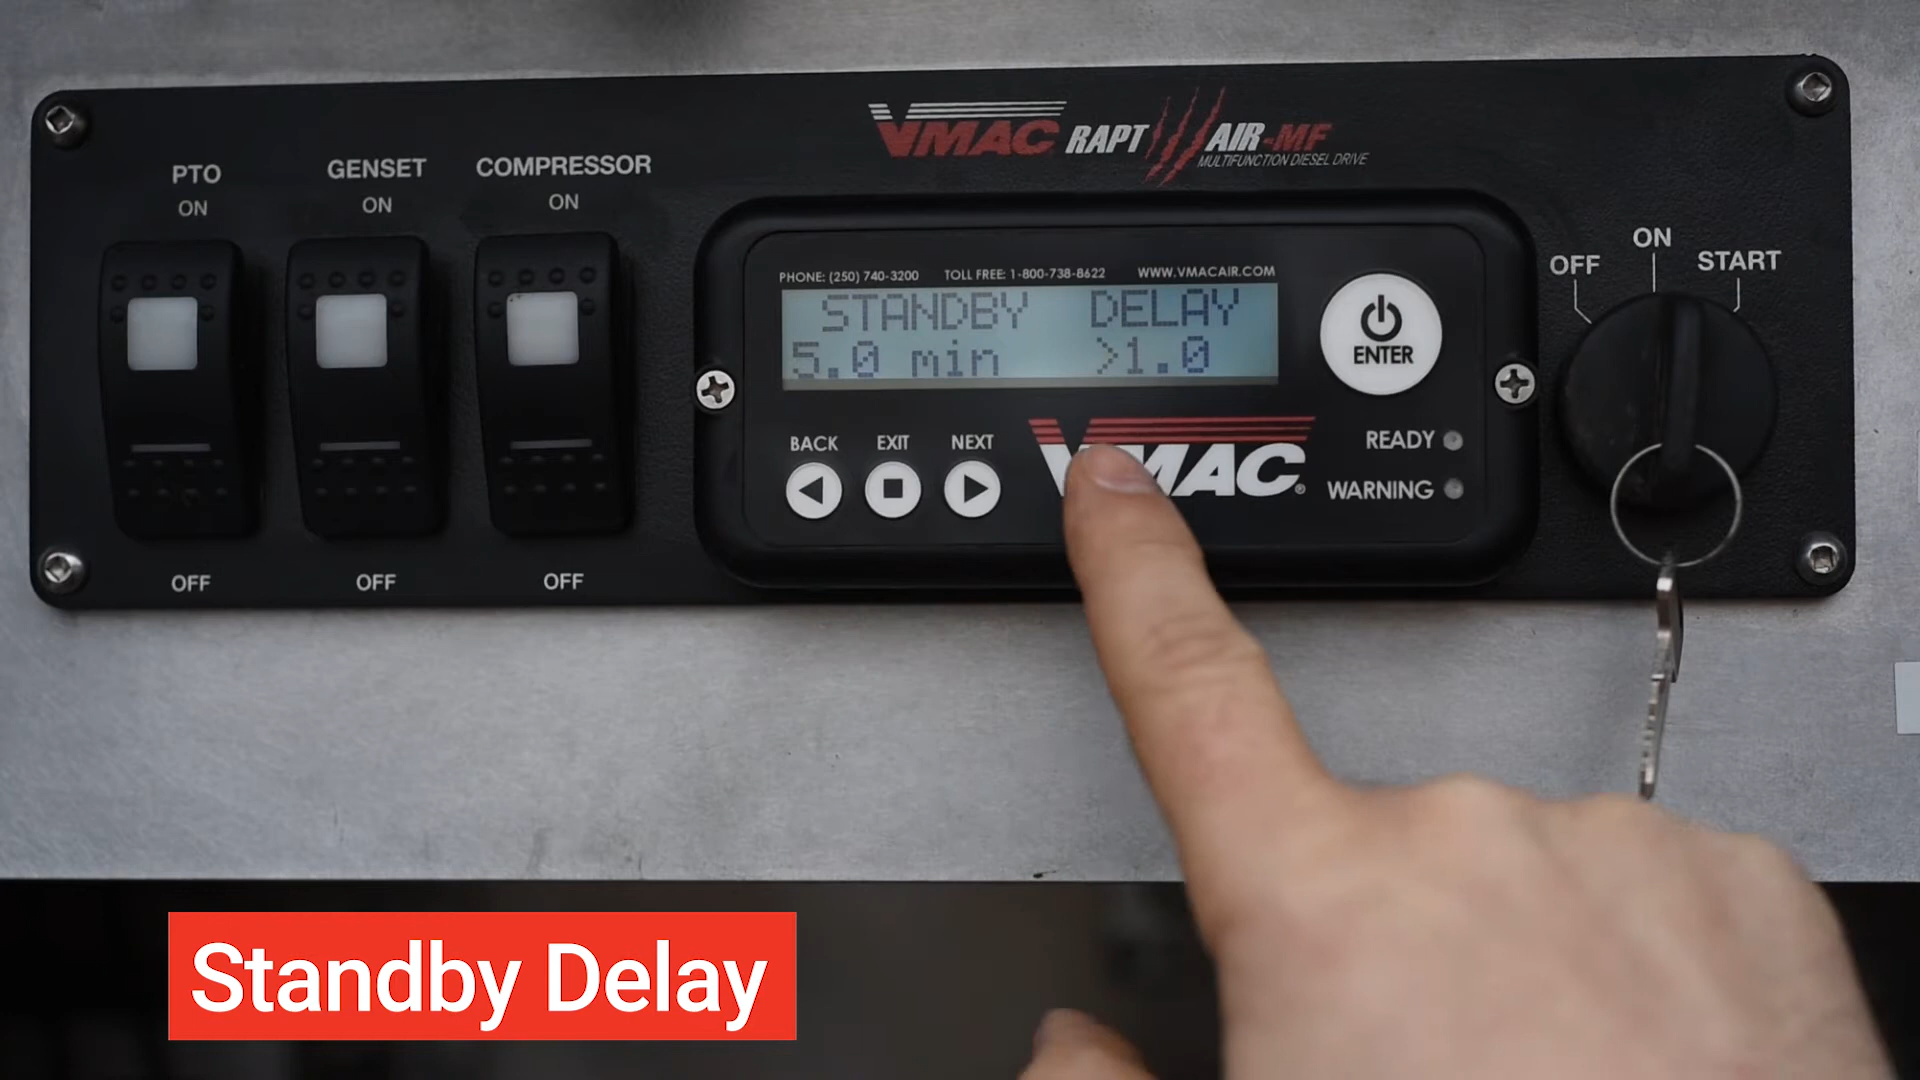 VMAC RAPTAIR-MF
MULTIFUNCTION DIESEL DRIVE
PTO
ON
GENSET
ON
COMPRESSOR
ON
OFF
ON
START
PHONE: (250) 740-3200 TOLL FREE: 1-800-738-8622 WWW.VMACAIR.COM
STANDBY DELAY
5.0 min >1.0
ENTER
BACK EXIT NEXT
VMAC®
READY
WARNING
OFF
OFF
OFF
Standby Delay